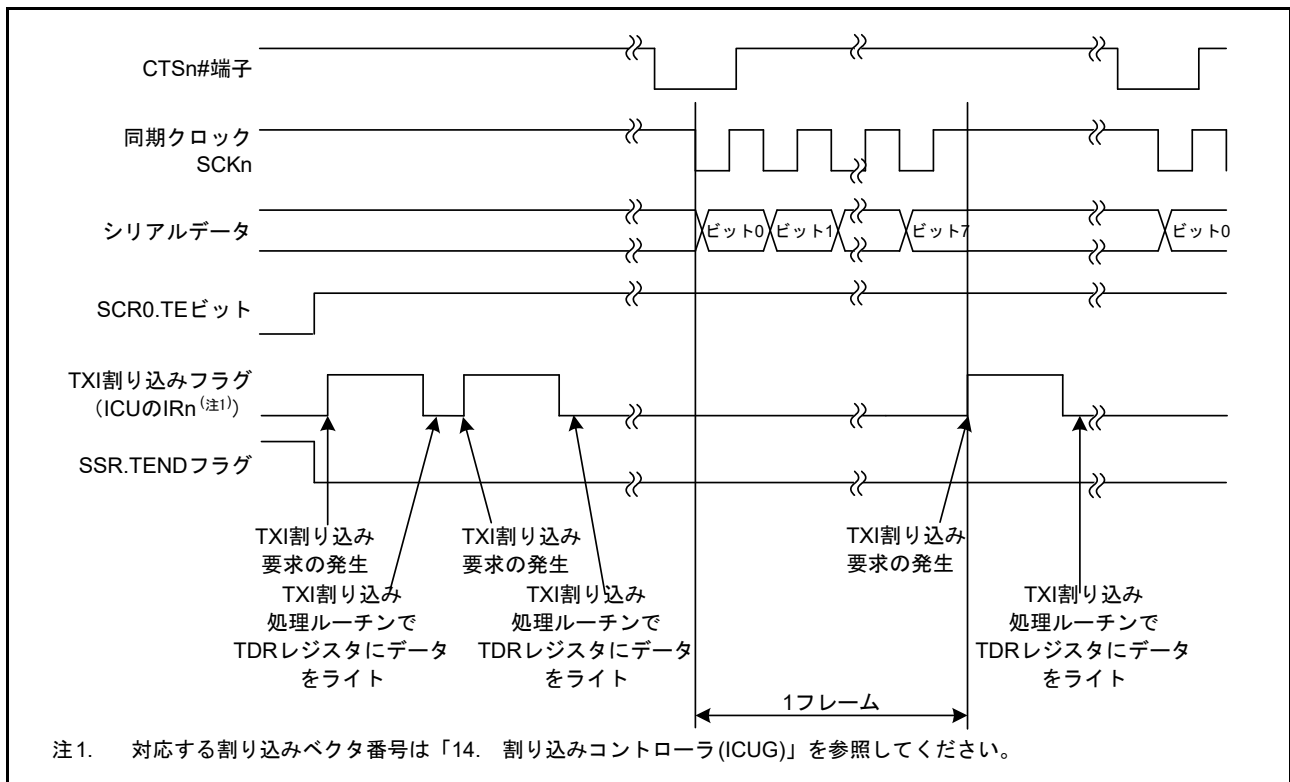 CTSn#端子
同期クロック
SCKn
シリアルデータ
ビット0
ビット1
ビット7
ビット0
SCR0.TEビット
TXI割り込みフラグ
(ICUのIRn(注1))
SSR.TENDフラグ
TXI割り込み
要求の発生
TXI割り込み
処理ルーチンで
TDRレジスタにデータ
をライト
TXI割り込み
要求の発生
TXI割り込み
処理ルーチンで
TDRレジスタにデータ
をライト
TXI割り込み
要求の発生
TXI割り込み
処理ルーチンで
TDRレジスタにデータ
をライト
1フレーム
注1. 対応する割り込みベクタ番号は「14. 割り込みコントローラ(ICUG)」を参照してください。